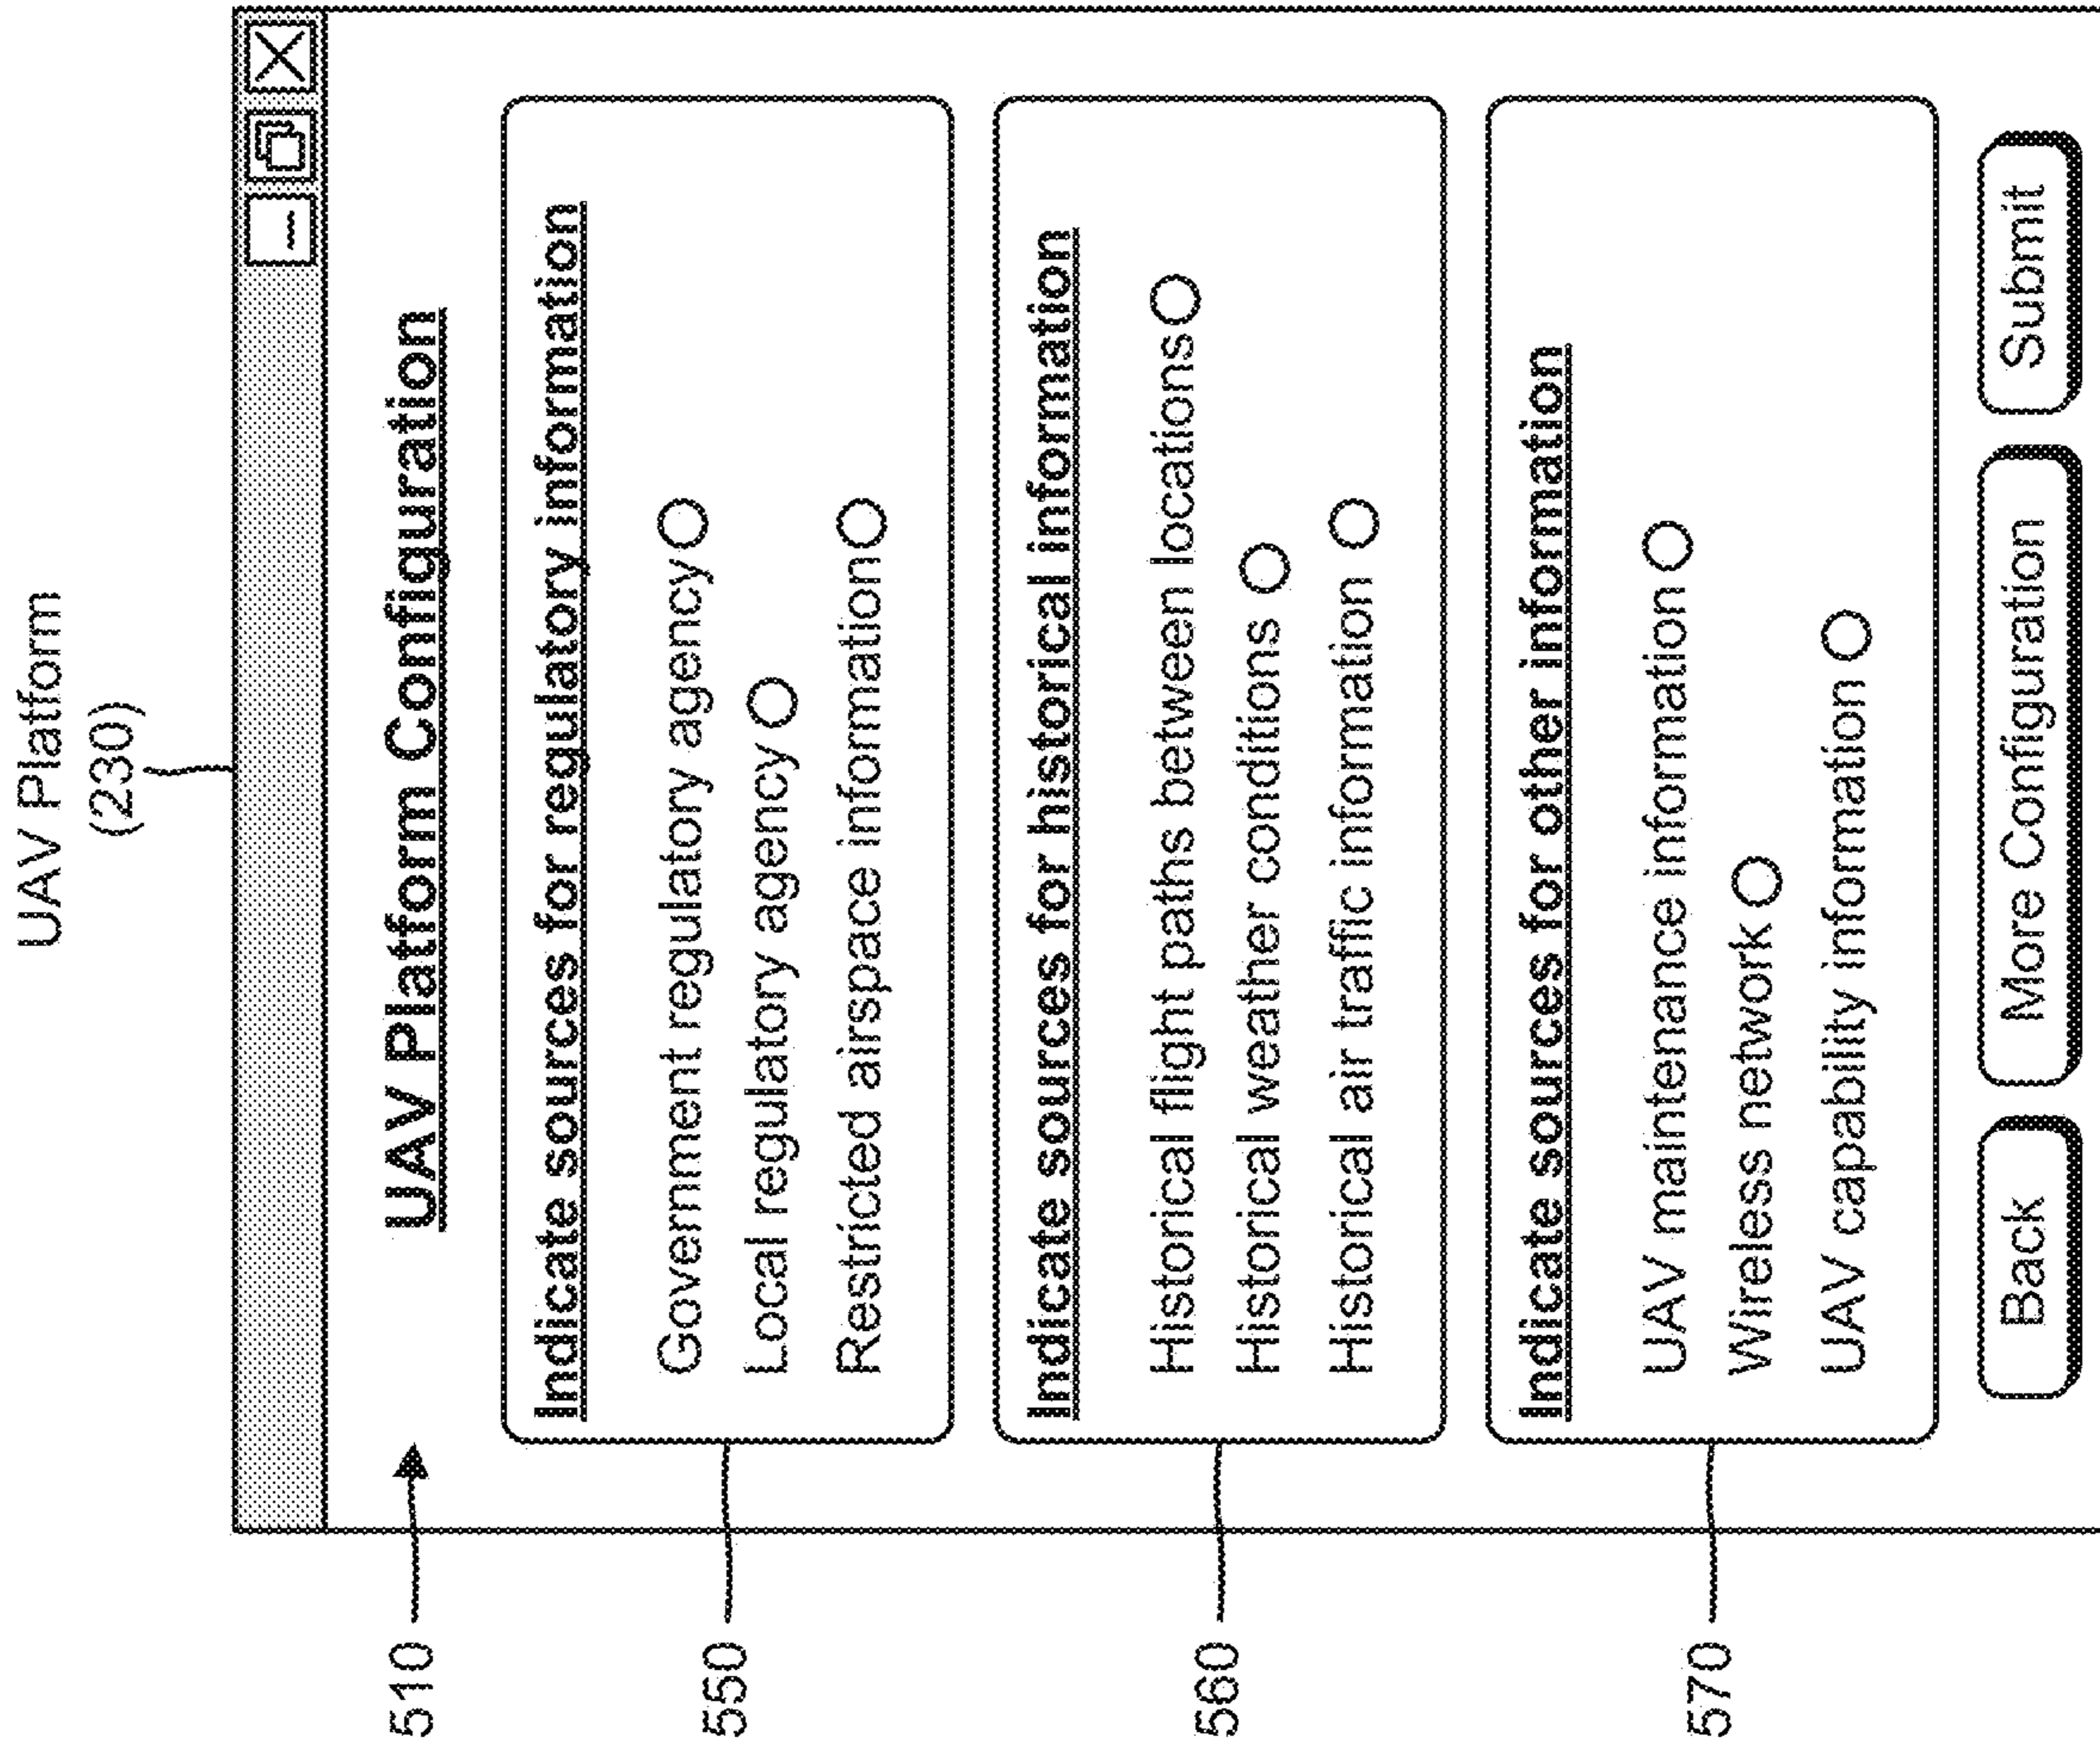 UAV Platform
(230)
510
UAV Platform Configuration
550
Indicate sources for regulatory information
Government regulatory agency
Local regulatory agency
Restricted airspace information
560
Indicate sources for historical information
Historical flight paths between locations
Historical weather conditions
Historical air traffic information
570
Indicate sources for other information
UAV maintenance information
Wireless network
UAV capability information
Back
More Configuration
Submit